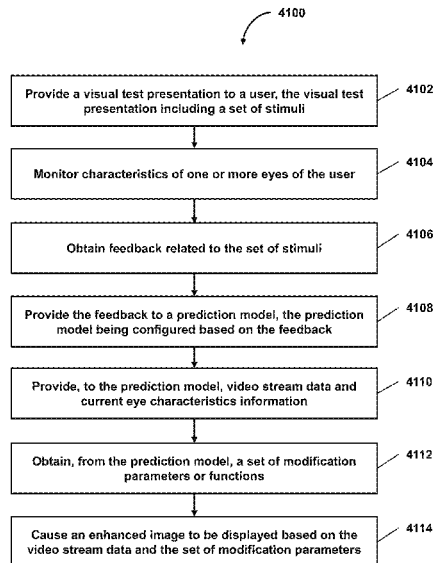 4100
Provide a visual test presentation to a user, the visual test
presentation including a set of stimuli
4102
Monitor characteristics of one or more eyes of the user
4104
Obtain feedback related to the set of stimuli
4106
Provide the feedback to a prediction model, the prediction
model being configured based on the feedback
4108
Provide, to the prediction model, video stream data and
current eye characteristics information
4110
Obtain, from the prediction model, a set of modification
parameters or functions
4112
Cause an enhanced image to be displayed based on the
video stream data and the set of modification parameters
4114